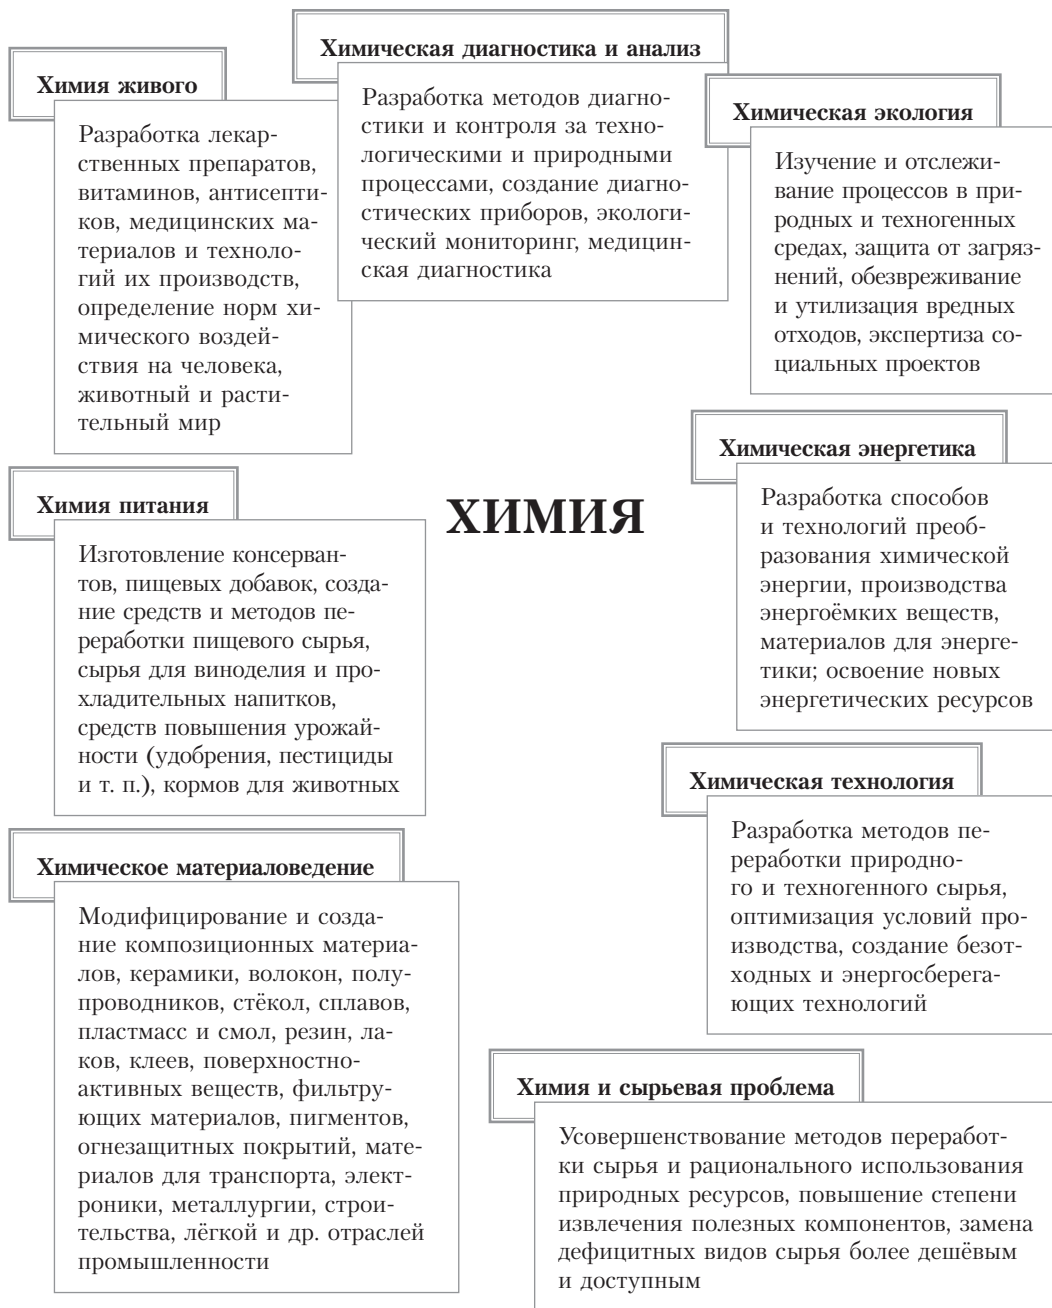 Химическая диагностика и анализ
Разработка методов диагно-
стики и контроля за техно-
логическими и природными
процессами, создание диагно-
стических приборов, экологи-
ческий мониторинг, медицин-
ская диагностика
Химия живого
Разработка лекар-
ственных препаратов,
витаминов, антисепти-
ков, медицинских ма-
териалов и техноло-
гий их производств,
определение норм хи-
мического воздей-
ствия на человека,
животный и расти-
тельный мир
Химическая экология
Изучение и отслежи-
вание процессов в при-
родных и техногенных
средах, защита от загряз-
нений, обезвреживание
и утилизация вредных
отходов, экспертиза со-
циальных проектов
Химическая энергетика
Разработка способов
и технологий преоб-
разования химической
энергии, производства
энергоёмких веществ,
материалов для энерге-
тики; освоение новых
энергетических ресурсов
Химия питания
Изготовление консерван-
тов, пищевых добавок, созда-
ние средств и методов пе-
реработки пищевого сырья,
сырья для виноделия и про-
хладительных напитков,
средств повышения урожай-
ности (удобрения, пестициды
и т. п.), кормов для животных
ХИМИЯ
Химическая технология
Разработка методов пе-
реработки природно-
го и техногенного сырья,
оптимизация условий про-
изводства, создание безот-
ходных и энергосберега-
ющих технологий
Химическое материаловедение
Модифицирование и созда-
ние композиционных материа-
лов, керамики, волокон, полу-
проводников, стёкол, сплавов,
пластмасс и смол, резин, ла-
ков, клеев, поверхностно-
активных веществ, фильтру-
ющих материалов, пигментов,
огнезащитных покрытий, мате-
риалов для транспорта, элект-
роники, металлургии, строи-
тельства, лёгкой и др. отраслей
промышленности
Химия и сырьевая проблема
Усовершенствование методов переработ-
ки сырья и рационального использования
природных ресурсов, повышение степени
извлечения полезных компонентов, замена
дефицитных видов сырья более дешёвым
и доступным